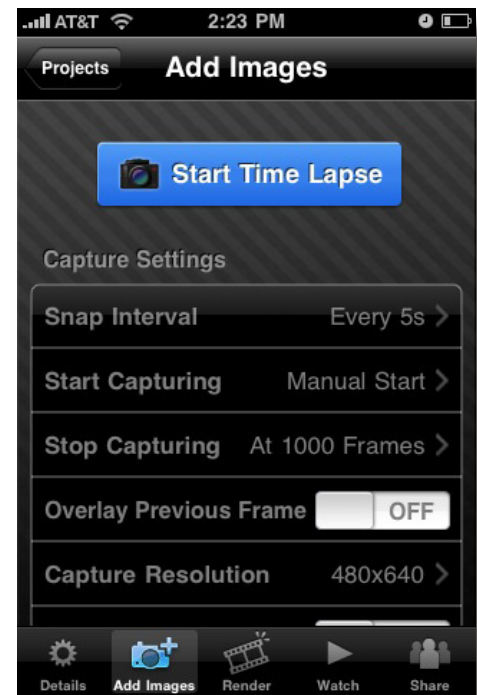 AT&T 2:23 PM
Projects Add Images
Start Time Lapse
Capture Settings
Snap Interval Every 5s
Start Capturing Manual Start
Stop Capturing At 1000 Frames
Overlay Previous Frame OFF
Capture Resolution 480x640
Details Add Images Render Watch Share